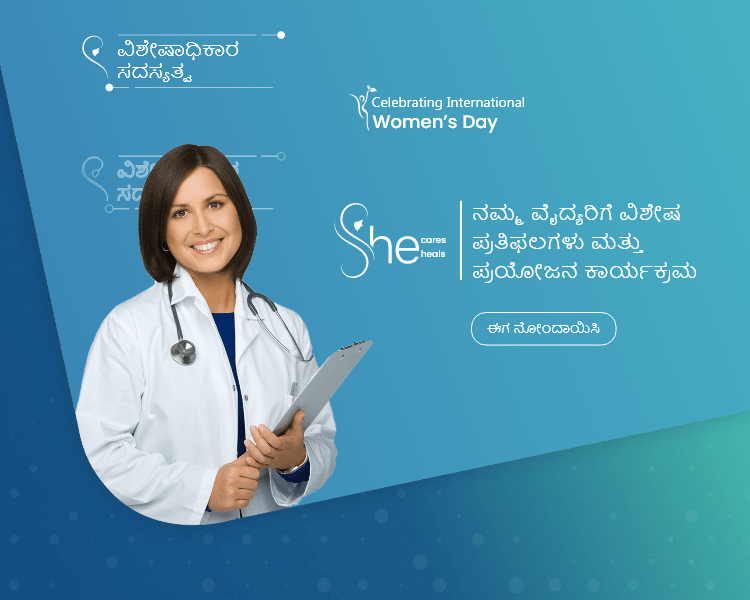 ವಿಶೇಷಾಧಿಕಾರ
ಸದಸ್ಯತ್ವ
Celebrating International
Women's Day
She cares
heals
ನಮ್ಮ ವೈದ್ಯರಿಗೆ ವಿಶೇಷ
ಪ್ರತಿಫಲಗಳು ಮತ್ತು
ಪ್ರಯೋಜನ ಕಾರ್ಯಕ್ರಮ
ಈಗ ನೋಂದಾಯಿಸಿ